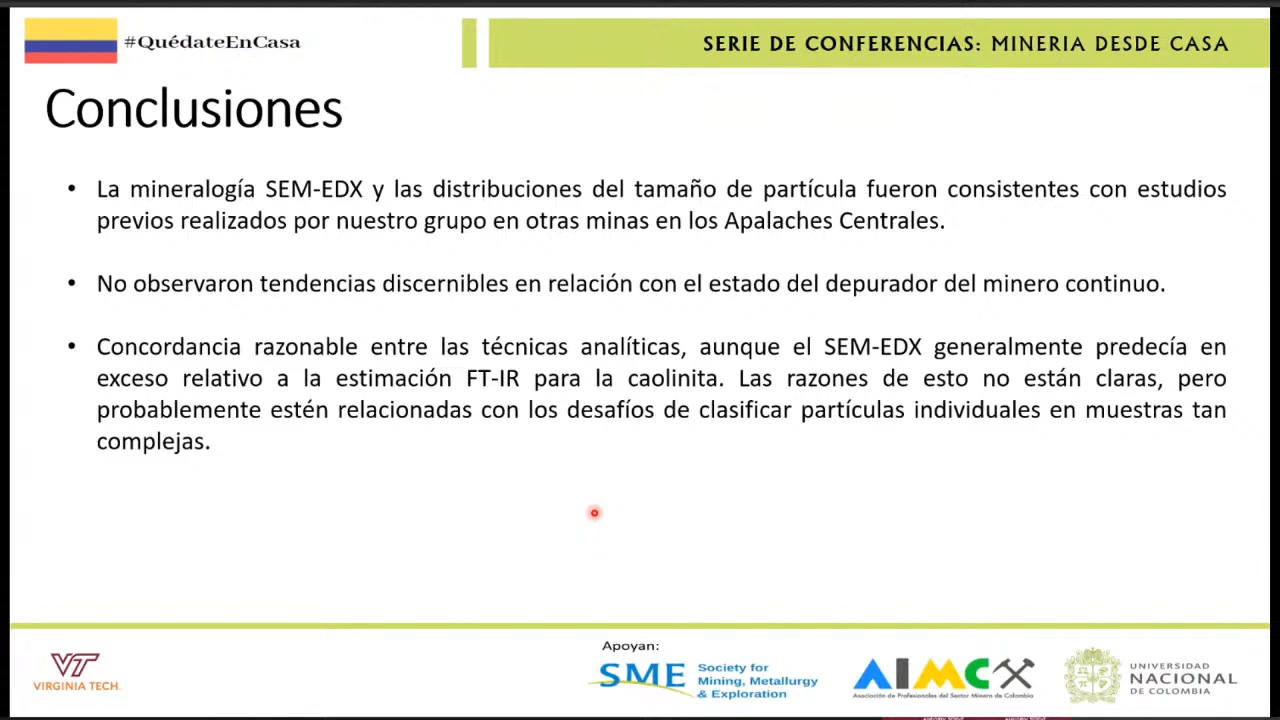 #QuédateEnCasa
SERIE DE CONFERENCIAS: MINERIA DESDE CASA
Conclusiones
• La mineralogía SEM-EDX y las distribuciones del tamaño de partícula fueron consistentes con estudios
previos realizados por nuestro grupo en otras minas en los Apalaches Centrales.
• No observaron tendencias discernibles en relación con el estado del depurador del minero continuo.
• Concordancia razonable entre las técnicas analíticas, aunque el SEM-EDX generalmente predecía en
exceso relativo a la estimación FT-IR para la caolinita. Las razones de esto no están claras, pero
probablemente estén relacionadas con los desafíos de clasificar partículas individuales en muestras tan
complejas.
Apoyan:
VT
VIRGINIA TECH.
SME
Society for
Mining, Metallurgy
& Exploration
AIMC
Asociación de Profesionales del Sector Minero de Colombia
UNIVERSIDAD
NACIONAL
DE COLOMBIA